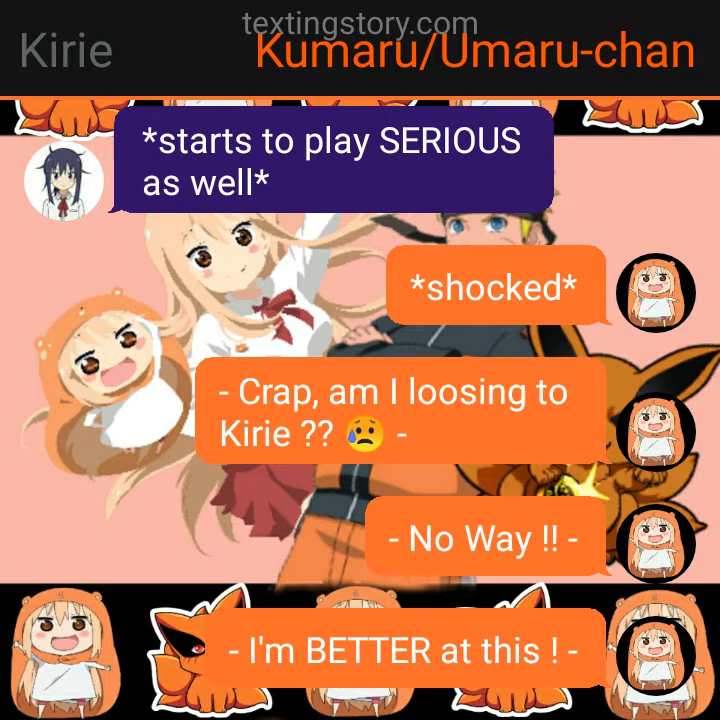 textingstory.com
Kirie
Kumaru/Umaru-chan
*starts to play SERIOUS
as well*
*shocked*
- Crap, am I loosing to
Kirie ?? 😥 -
- No Way !! -
- I'm BETTER at this ! -